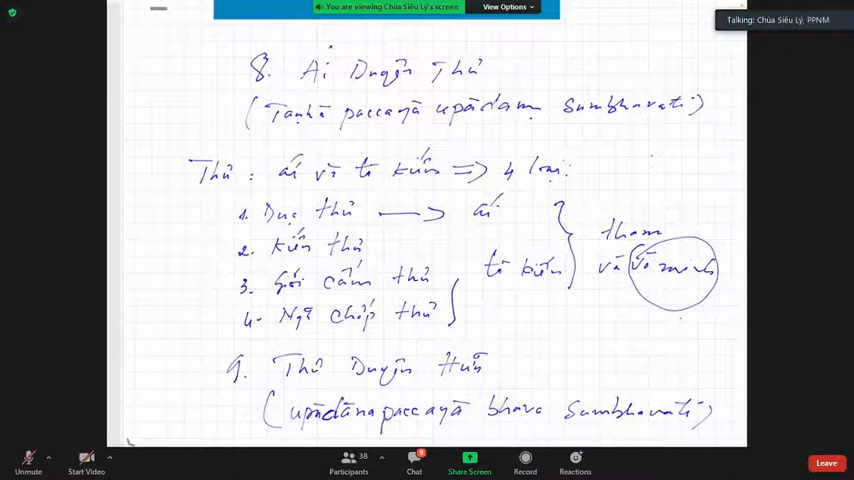 You are viewing Chùa Siêu Lý's screen
View Options
Talking: Chùa Siêu Lý, PPNM
8. Ái Duyên Thủ
(Taṇhā paccayā upādānaṃ sambhavati)
Thủ: ái và tà kiến => 4 loại:
1. Dục thủ → ái
2. Kiến thủ
3. Giới cấm thủ
4. Ngã chấp thủ
tà kiến
tham
và vô minh
9. Thủ Duyên Hữu
(upādānapaccayā bhavo sambhavati)
Unmute
Start Video
38
Participants
9
Chat
Share Screen
Record
Reactions
Leave